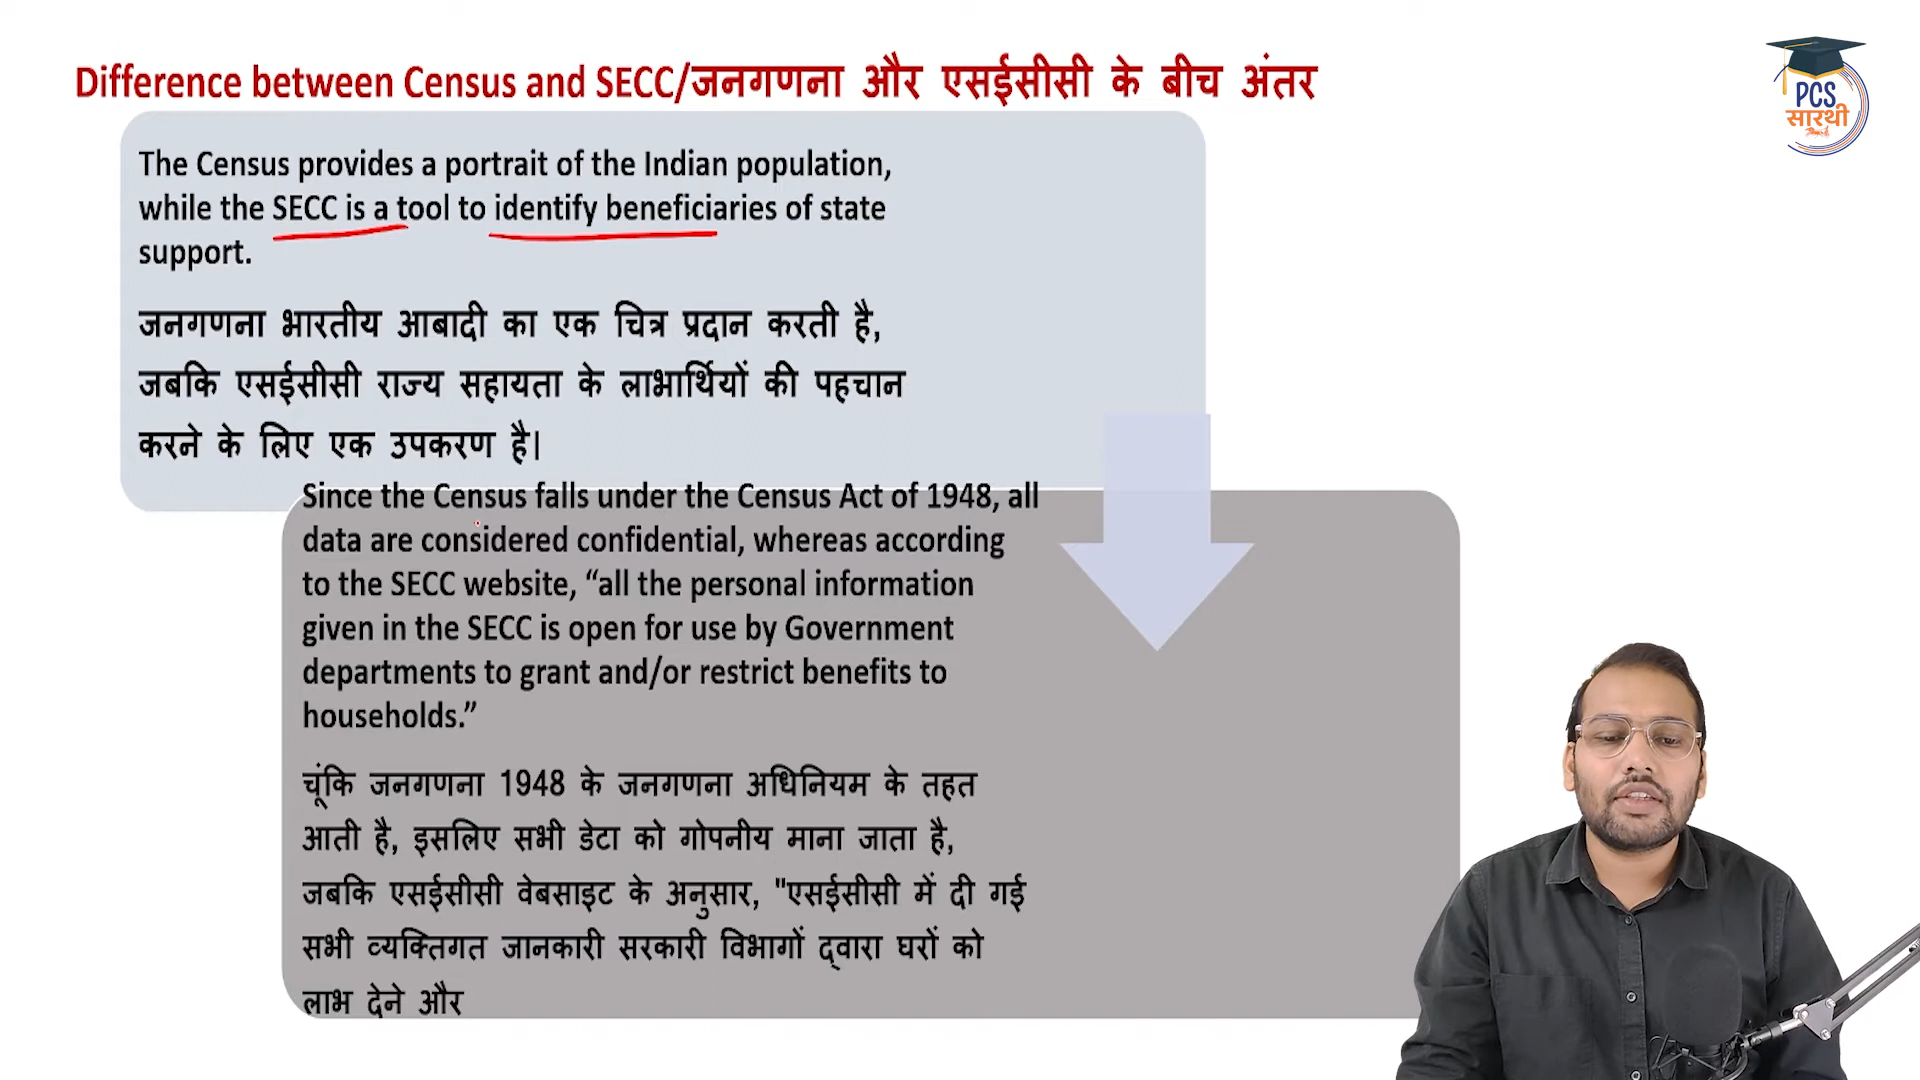 Difference between Census and SECC/जनगणना और एसईसीसी के बीच अंतर
PCS
सारथी
The Census provides a portrait of the Indian population,
while the SECC is a tool to identify beneficiaries of state
support.
जनगणना भारतीय आबादी का एक चित्र प्रदान करती है,
जबकि एसईसीसी राज्य सहायता के लाभार्थियों की पहचान
करने के लिए एक उपकरण है।
Since the Census falls under the Census Act of 1948, all
data are considered confidential, whereas according
to the SECC website, “all the personal information
given in the SECC is open for use by Government
departments to grant and/or restrict benefits to
households.”
चूंकि जनगणना 1948 के जनगणना अधिनियम के तहत
आती है, इसलिए सभी डेटा को गोपनीय माना जाता है,
जबकि एसईसीसी वेबसाइट के अनुसार, "एसईसीसी में दी गई
सभी व्यक्तिगत जानकारी सरकारी विभागों द्वारा घरों को
लाभ देने और